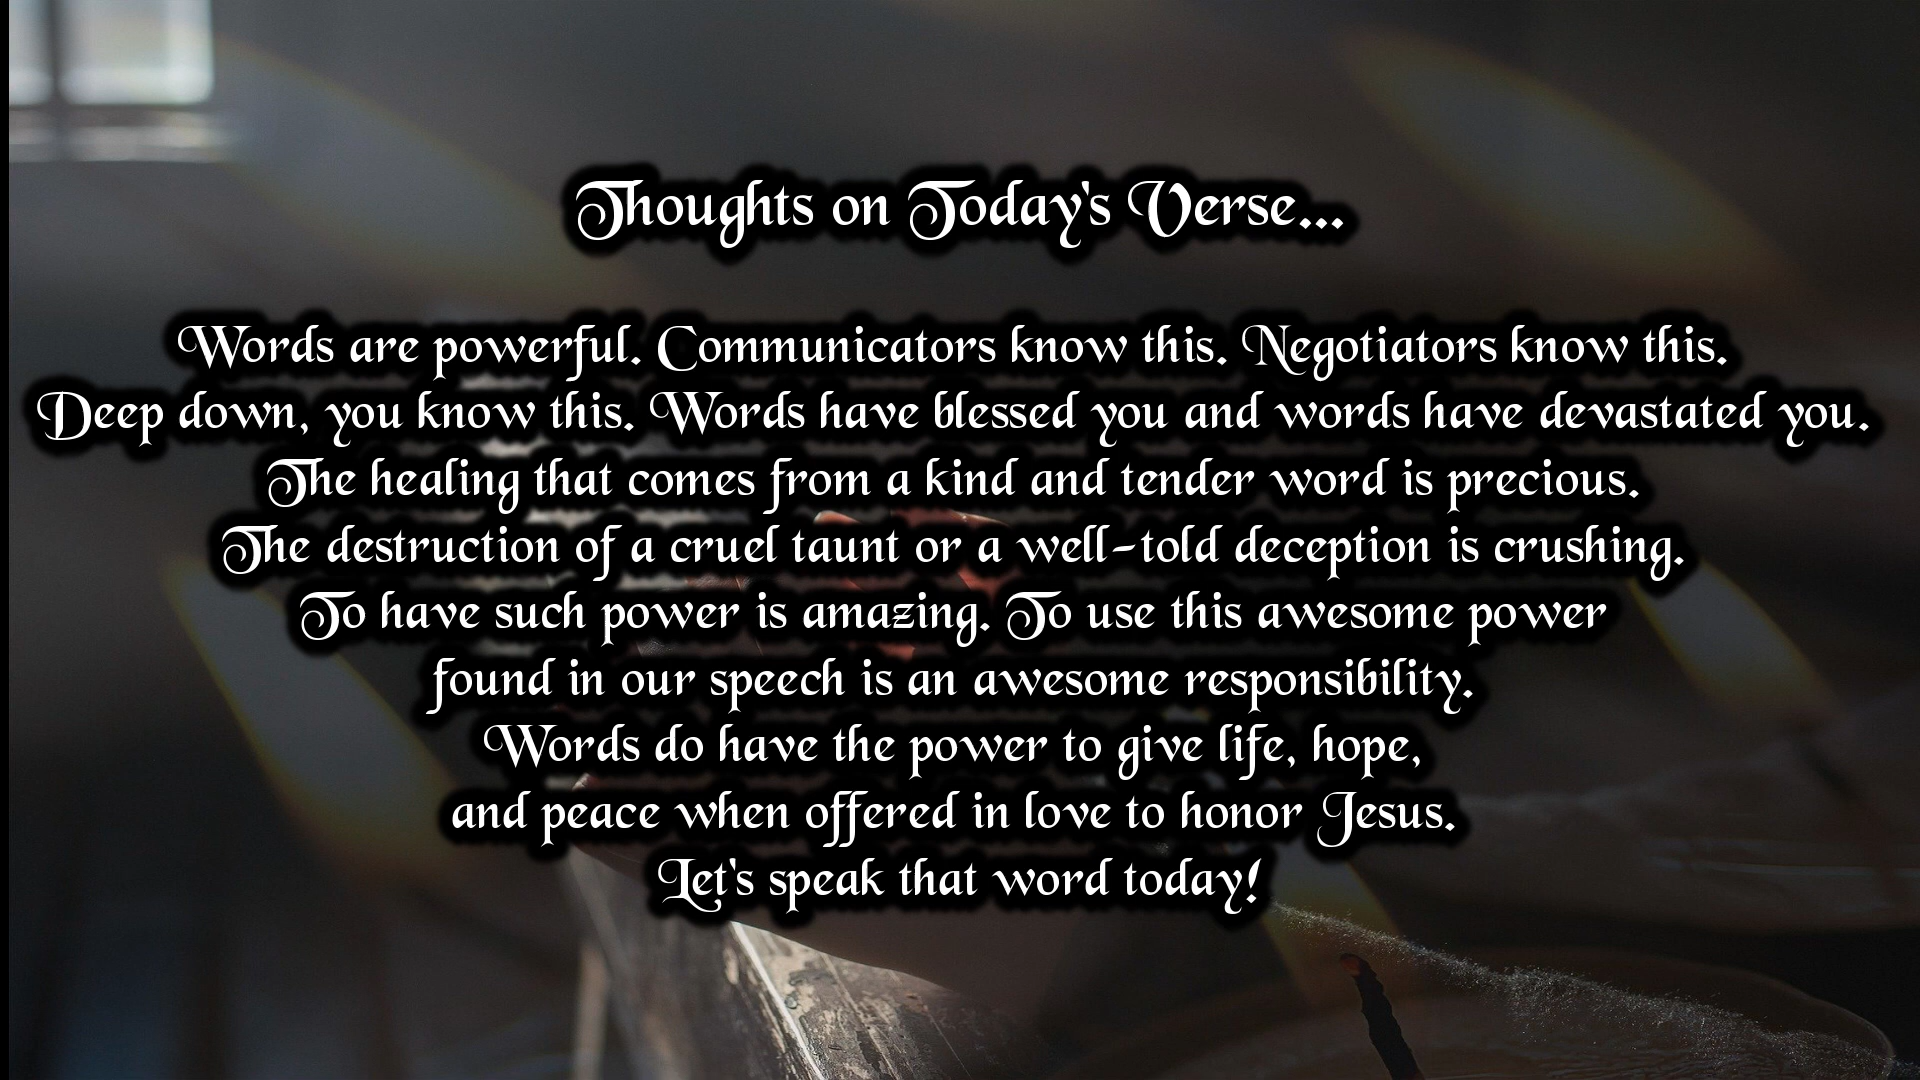 Thoughts on Today's Verse...
Words are powerful. Communicators know this. Negotiators know this.
Deep down, you know this. Words have blessed you and words have devastated you.
The healing that comes from a kind and tender word is precious.
The destruction of a cruel taunt or a well-told deception is crushing.
To have such power is amazing. To use this awesome power
found in our speech is an awesome responsibility.
Words do have the power to give life, hope,
and peace when offered in love to honor Jesus.
Let's speak that word today!